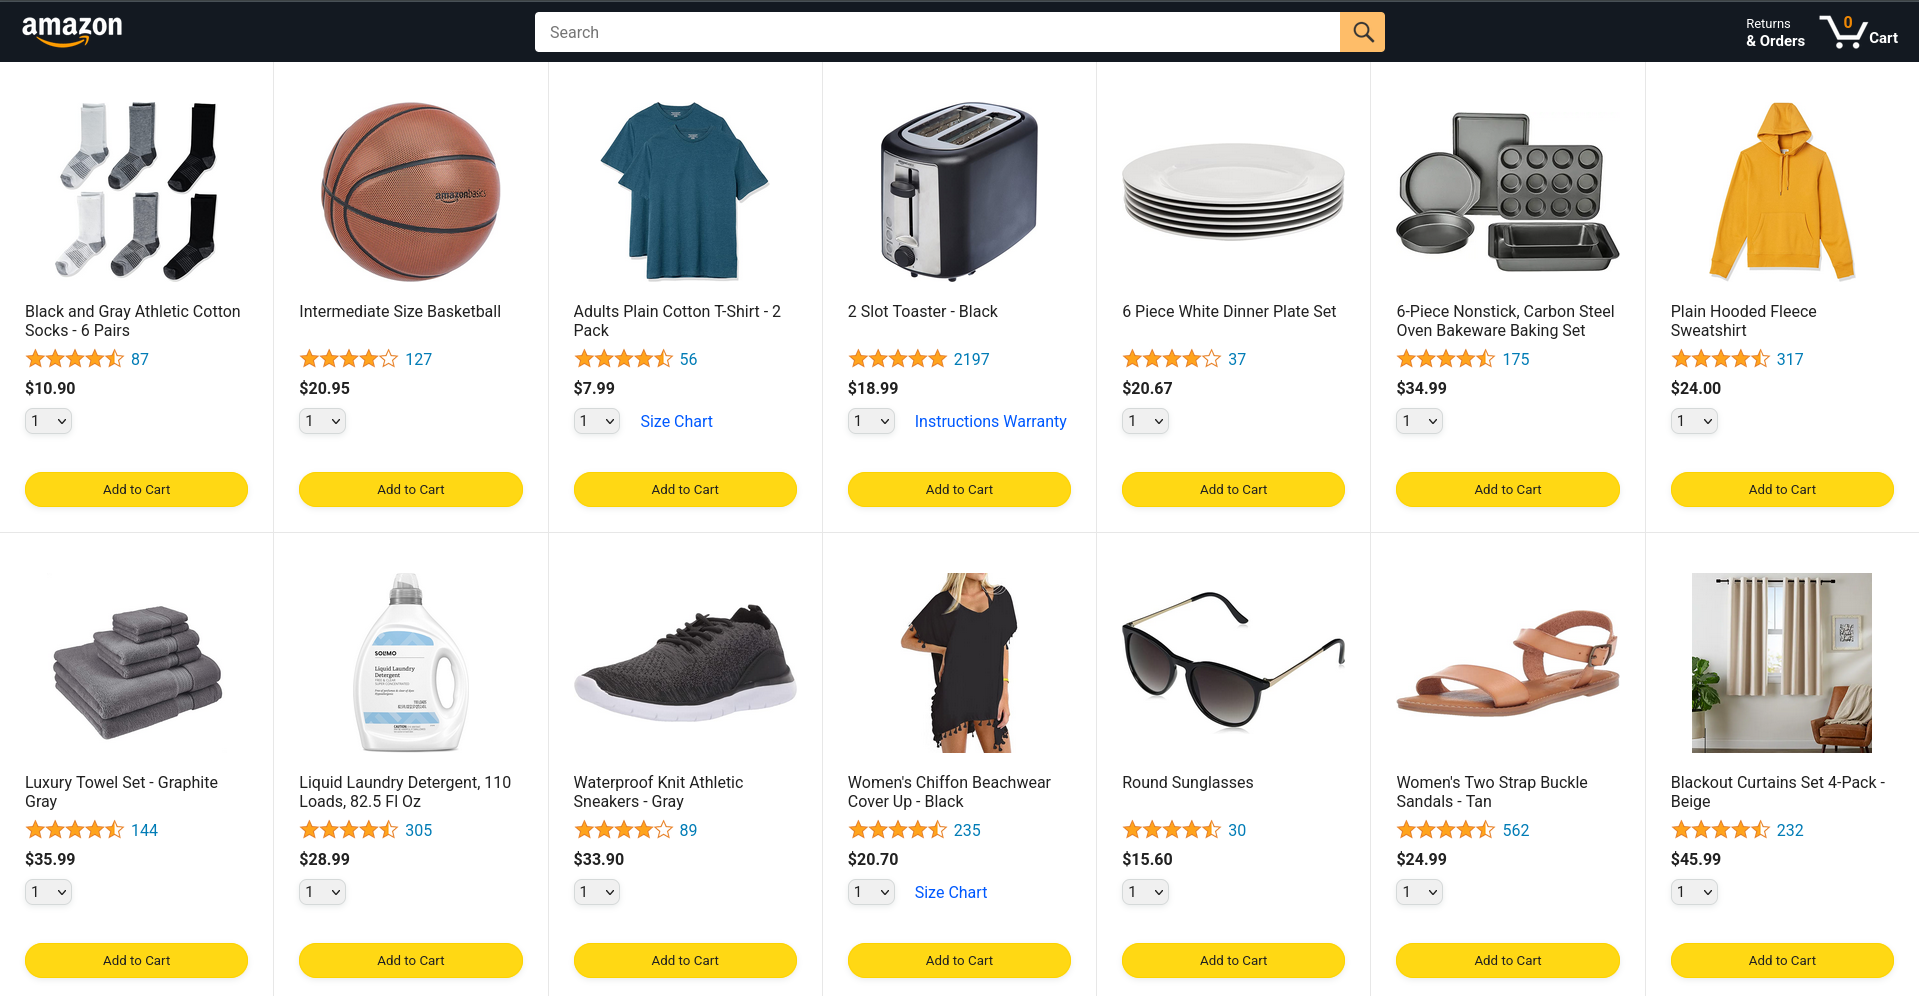 amazon
Search
Returns
& Orders
0
Cart
amazonbasics
Black and Gray Athletic Cotton
Socks - 6 Pairs
87
$10.90
1
Add to Cart
Intermediate Size Basketball
127
$20.95
1
Add to Cart
Adults Plain Cotton T-Shirt - 2
Pack
56
$7.99
1
Size Chart
Add to Cart
2 Slot Toaster - Black
2197
$18.99
1
Instructions Warranty
Add to Cart
6 Piece White Dinner Plate Set
37
$20.67
1
Add to Cart
6-Piece Nonstick, Carbon Steel
Oven Bakeware Baking Set
175
$34.99
1
Add to Cart
Plain Hooded Fleece
Sweatshirt
317
$24.00
1
Add to Cart
Luxury Towel Set - Graphite
Gray
144
$35.99
1
Add to Cart
SOLIMO
Liquid Laundry
Detergent
Liquid Laundry Detergent, 110
Loads, 82.5 Fl Oz
305
$28.99
1
Add to Cart
Waterproof Knit Athletic
Sneakers - Gray
89
$33.90
1
Add to Cart
Women's Chiffon Beachwear
Cover Up - Black
235
$20.70
1
Size Chart
Add to Cart
Round Sunglasses
30
$15.60
1
Add to Cart
Women's Two Strap Buckle
Sandals - Tan
562
$24.99
1
Add to Cart
Blackout Curtains Set 4-Pack -
Beige
232
$45.99
1
Add to Cart